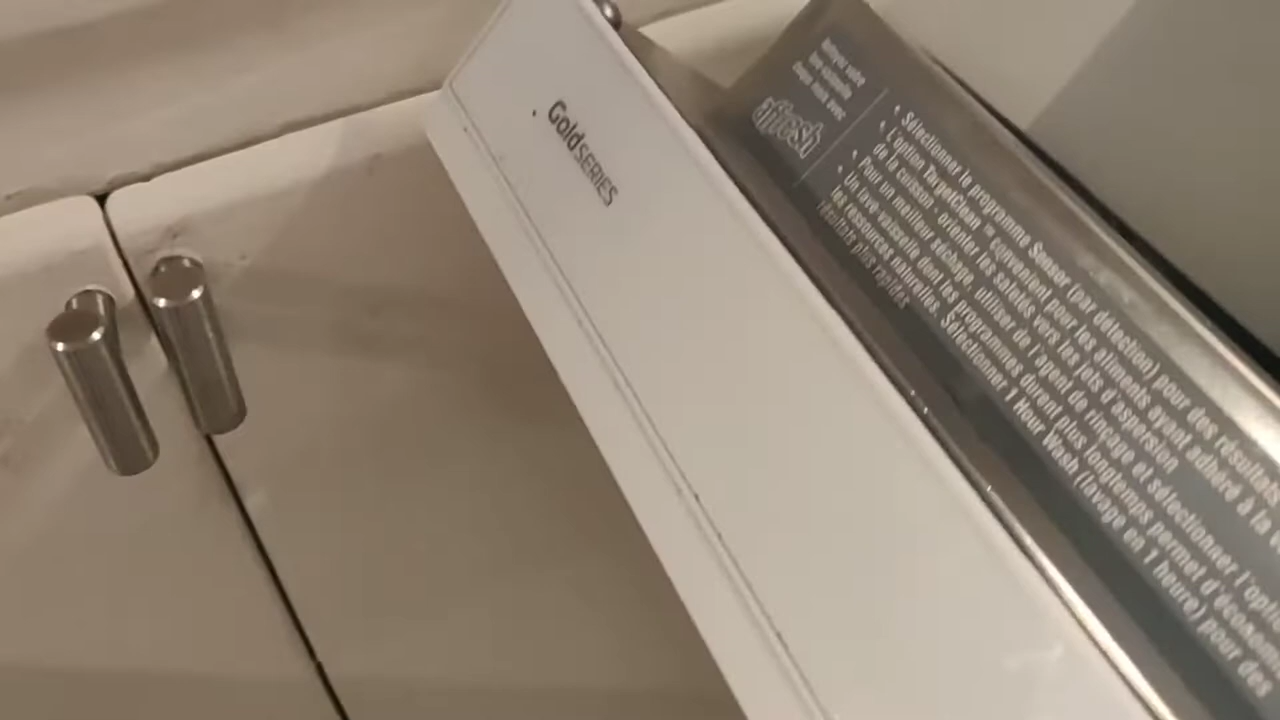 Gold SERIES
affresh
• Sélectionner le programme Sensor (par détection) pour des résultats
• L'option TargetClean™ convient pour les aliments ayant adhéré à la
de la cuisson - orienter les saletés vers les jets d'aspersion
• Pour un meilleur séchage, utiliser de l'agent de rinçage et sélectionner l'option
• Un lave-vaisselle dont les programmes durent plus longtemps permet d'économi
les ressources naturelles. Sélectionner 1 Hour Wash (lavage en 1 heure) pour des
résultats plus rapides